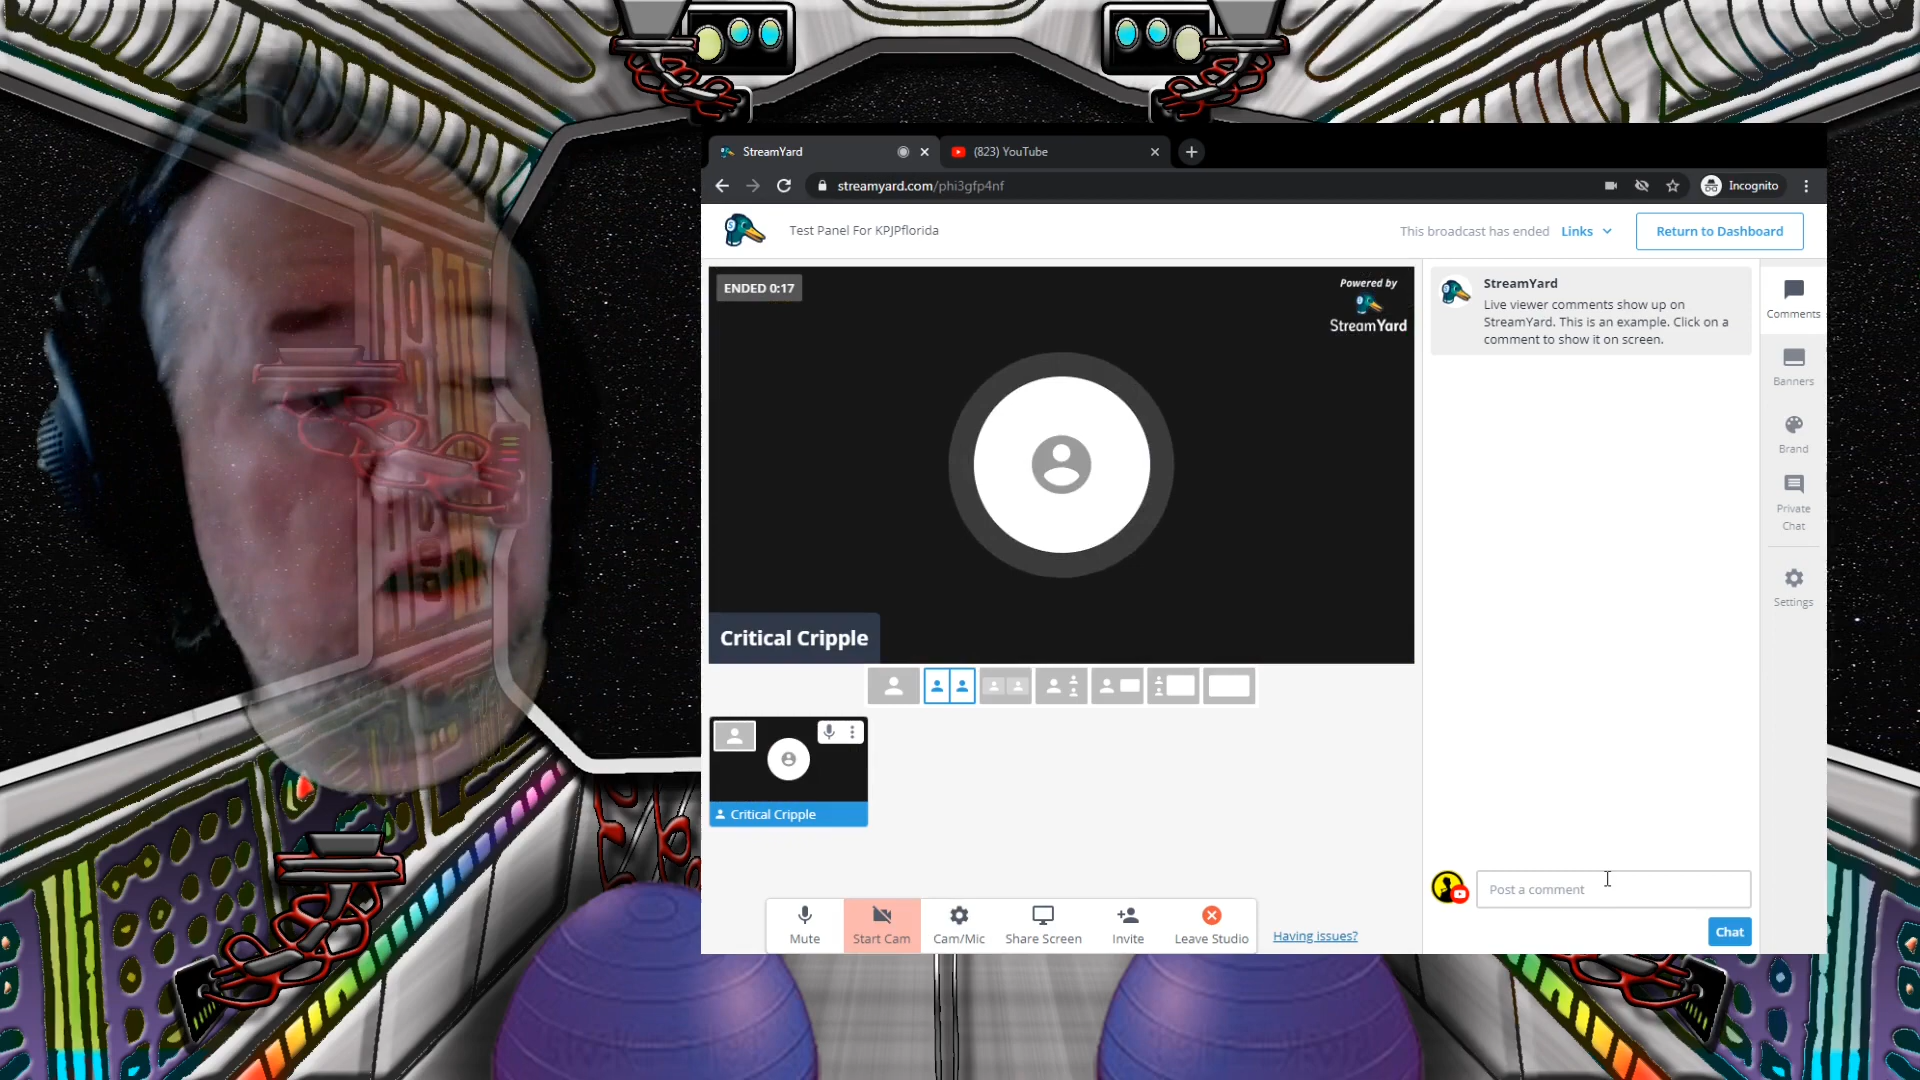 StreamYard
(823) YouTube
streamyard.com/phi3gfp4nf
Incognito
Test Panel For KPJPflorida
This broadcast has ended
Links
Return to Dashboard
ENDED 0:17
Powered by
StreamYard
StreamYard
Live viewer comments show up on
StreamYard. This is an example. Click on a
comment to show it on screen.
Comments
Banners
Brand
Private
Chat
Settings
Critical Cripple
Critical Cripple
Post a comment
Chat
Mute
Start Cam
Cam/Mic
Share Screen
Invite
Leave Studio
Having issues?